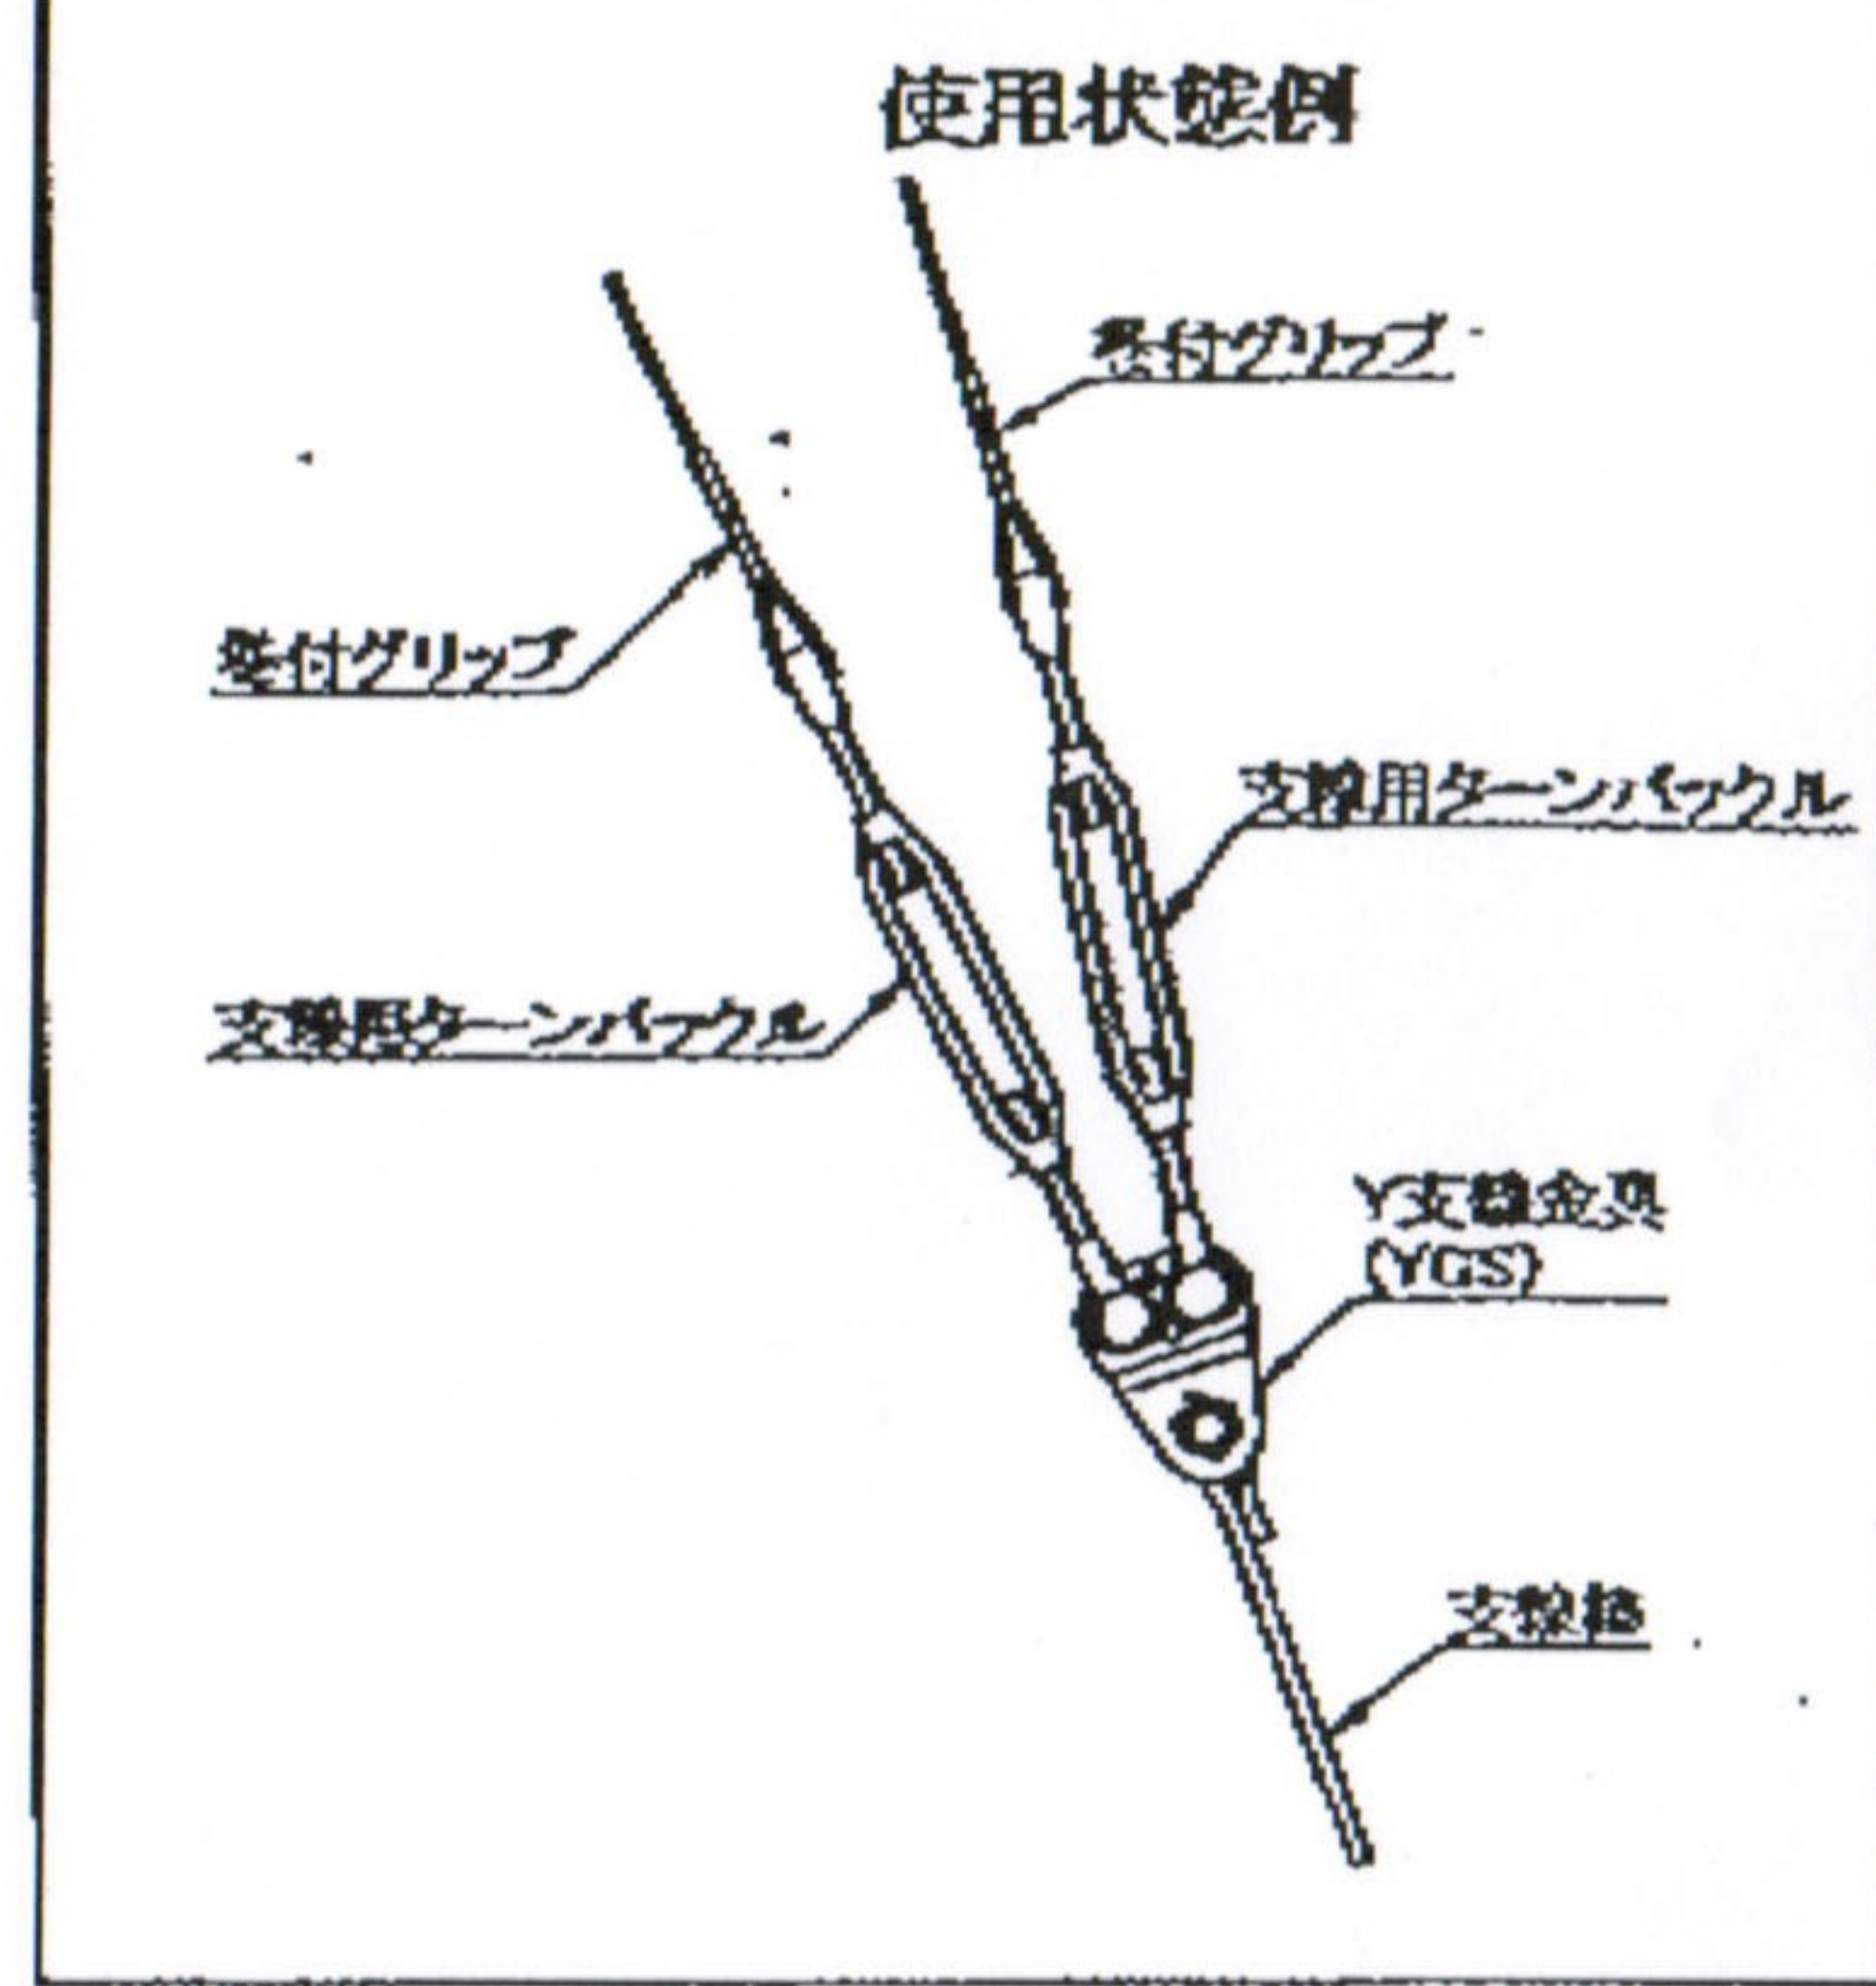 使用状態例
巻付グリップ
巻付グリップ
支線用ターンバックル
支線用ターンバックル
Y支線金具
(YGS)
支線棒